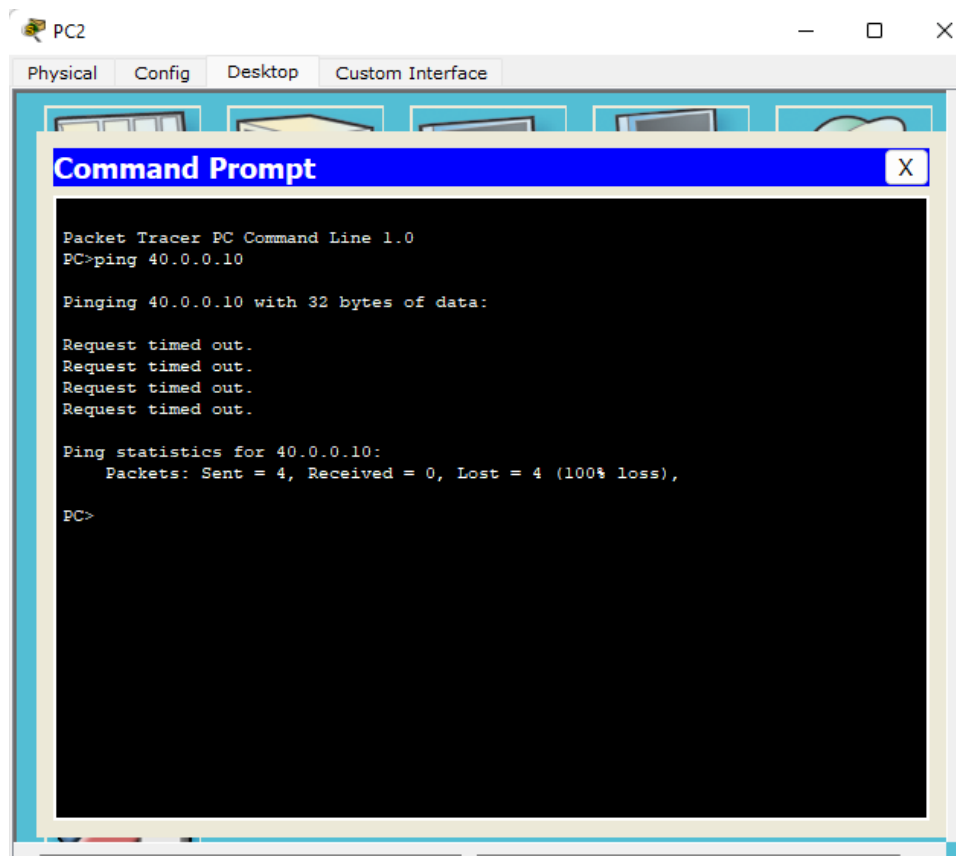 PC2
Physical Config Desktop Custom Interface
Command Prompt
X
Packet Tracer PC Command Line 1.0
PC>ping 40.0.0.10
Pinging 40.0.0.10 with 32 bytes of data:
Request timed out.
Request timed out.
Request timed out.
Request timed out.
Ping statistics for 40.0.0.10:
Packets: Sent = 4, Received = 0, Lost = 4 (100% loss),
PC>